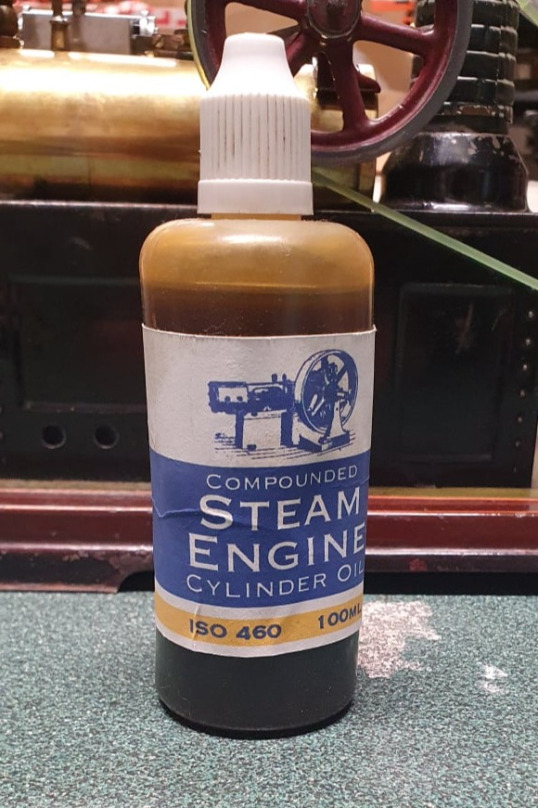 COMPOUNDED
STEAM
ENGINE
CYLINDER OIL
ISO 460 100ML